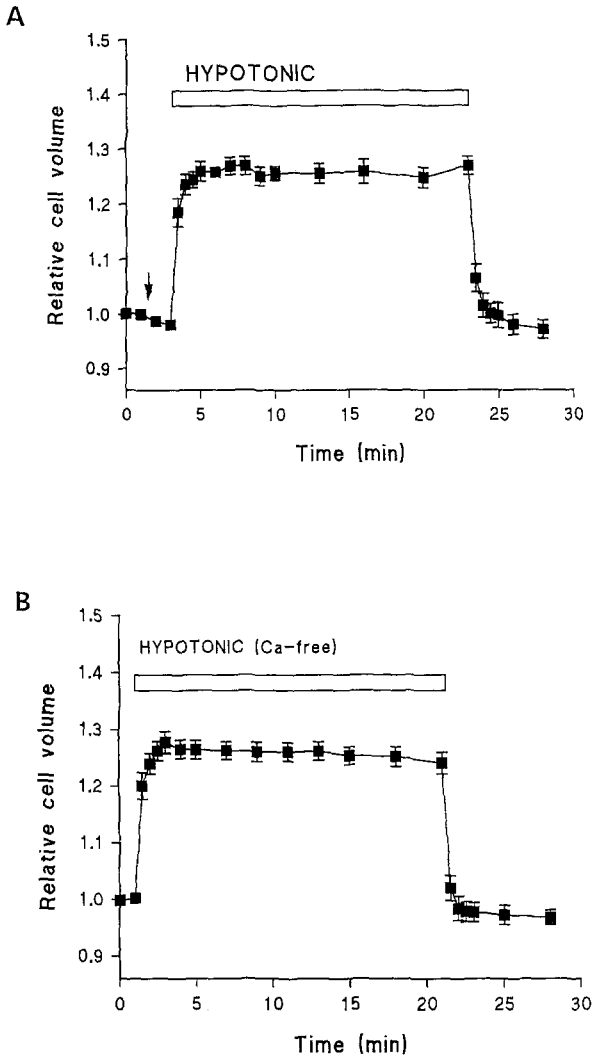 A
1.5
1.4
1.3
1.2
1.1
1.0
0.9
Relative cell volume
HYPOTONIC
0 5 10 15 20 25 30
Time (min)
B
1.5
1.4
1.3
1.2
1.1
1.0
0.9
Relative cell volume
HYPOTONIC (Ca-free)
0 5 10 15 20 25 30
Time (min)